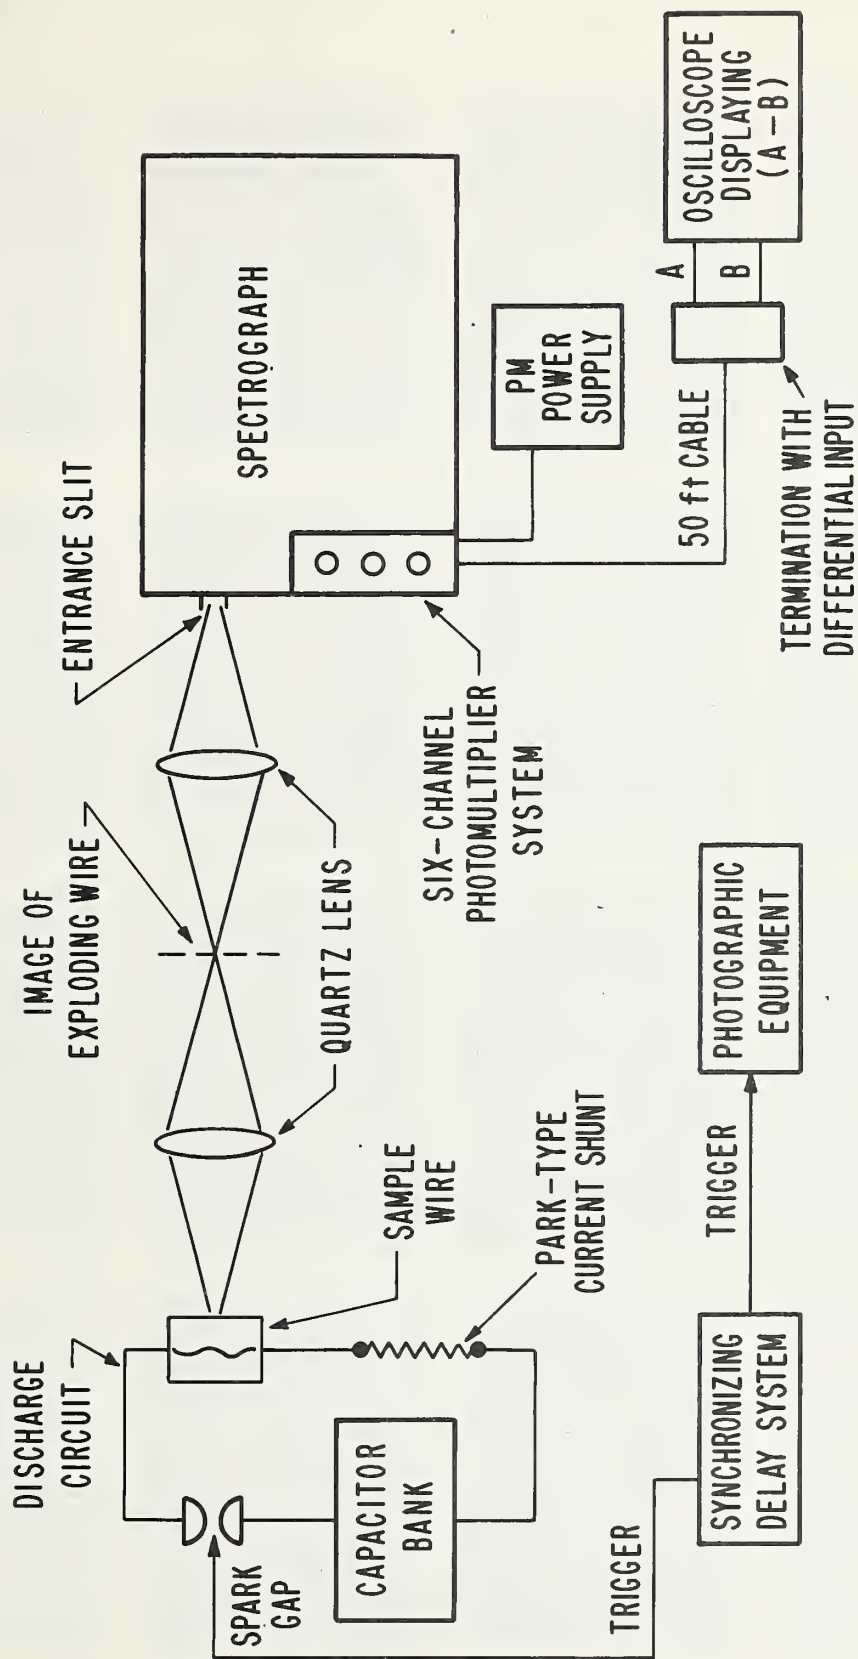 DISCHARGE
CIRCUIT
IMAGE OF
EXPLODING WIRE
ENTRANCE SLIT
SPECTROGRAPH
SPARK
GAP
CAPACITOR
BANK
SAMPLE
WIRE
QUARTZ LENS
PARK-TYPE
CURRENT SHUNT
SIX-CHANNEL
PHOTOMULTIPLIER
SYSTEM
PM
POWER
SUPPLY
50 ft CABLE
A
B
OSCILLOSCOPE
DISPLAYING
(A-B)
TERMINATION WITH
DIFFERENTIAL INPUT
TRIGGER
SYNCHRONIZING
DELAY SYSTEM
TRIGGER
PHOTOGRAPHIC
EQUIPMENT